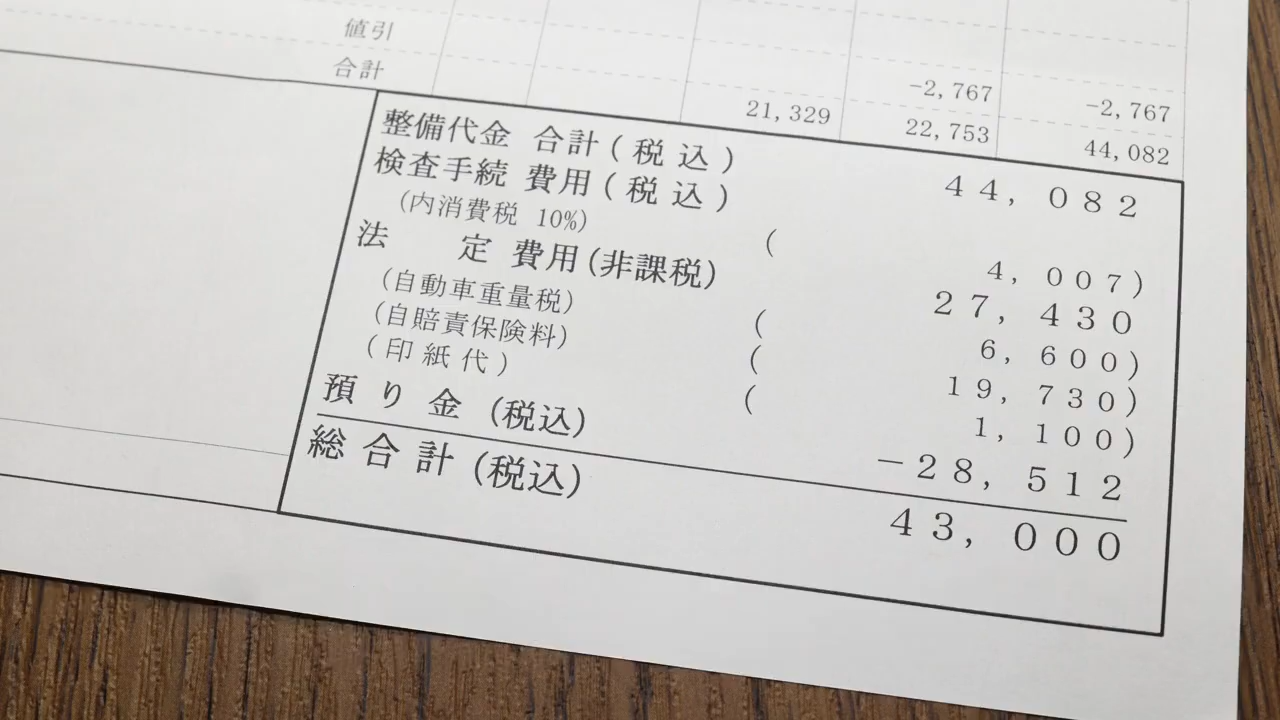 値引 -2,767 -2,767
合計 21,329 22,753 44,082
整備代金 合計(税込) 44,082
検査手続 費用(税込)
(内消費税 10%) ( 4,007)
法 定 費用(非課税) 27,430
(自動車重量税) ( 6,600)
(自賠責保険料) ( 19,730)
(印紙代) ( 1,100)
預り金 (税込) -28,512
総合計 (税込) 43,000